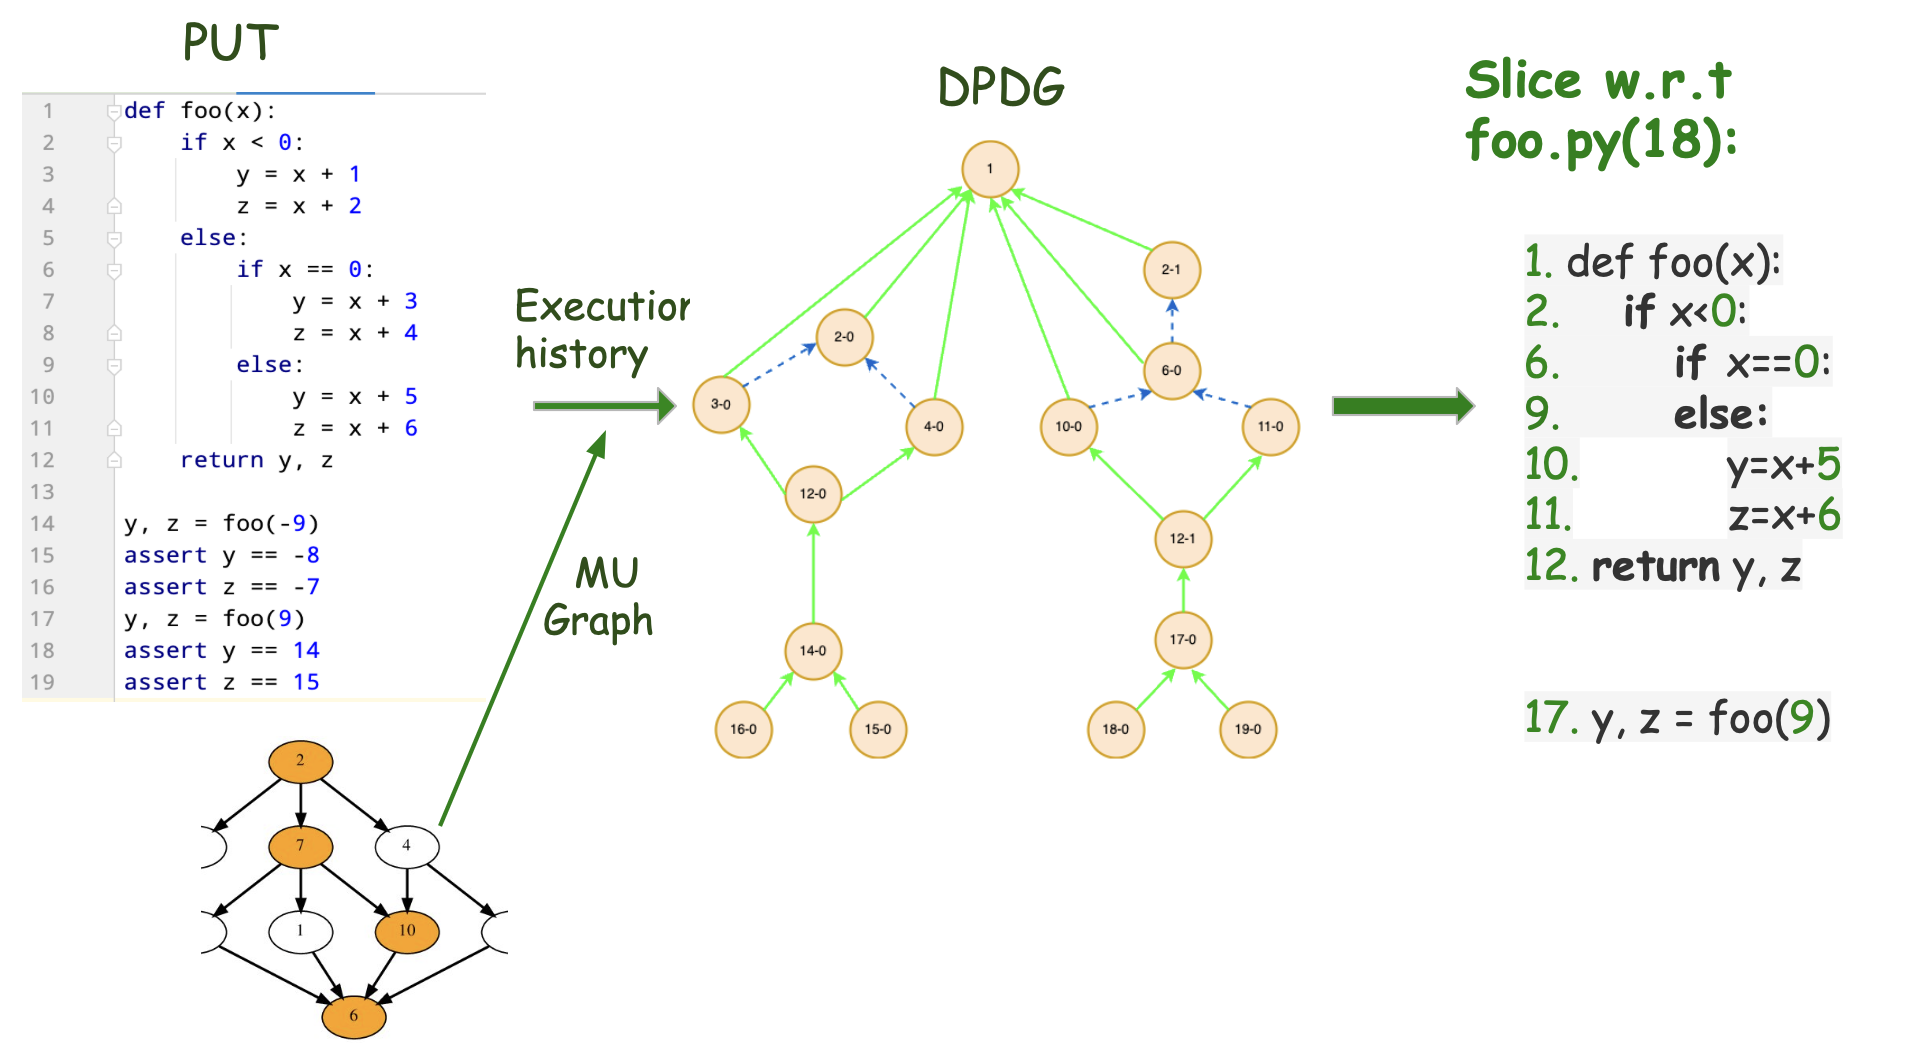 PUT
1 def foo(x):
2 if x < 0:
3 y = x + 1
4 z = x + 2
5 else:
6 if x == 0:
7 y = x + 3
8 z = x + 4
9 else:
10 y = x + 5
11 z = x + 6
12 return y, z
13
14 y, z = foo(-9)
15 assert y == -8
16 assert z == -7
17 y, z = foo(9)
18 assert y == 14
19 assert z == 15
2
7
4
1
10
6
Execution
history
MU
Graph
DPDG
1
2-1
2-0
6-0
3-0
4-0
10-0
11-0
12-0
12-1
17-0
14-0
16-0
15-0
18-0
19-0
Slice w.r.t
foo.py(18):
1. def foo(x):
2. if x<0:
6. if x==0:
9. else:
10. y=x+5
11. z=x+6
12. return y, z
17. y, z = foo(9)